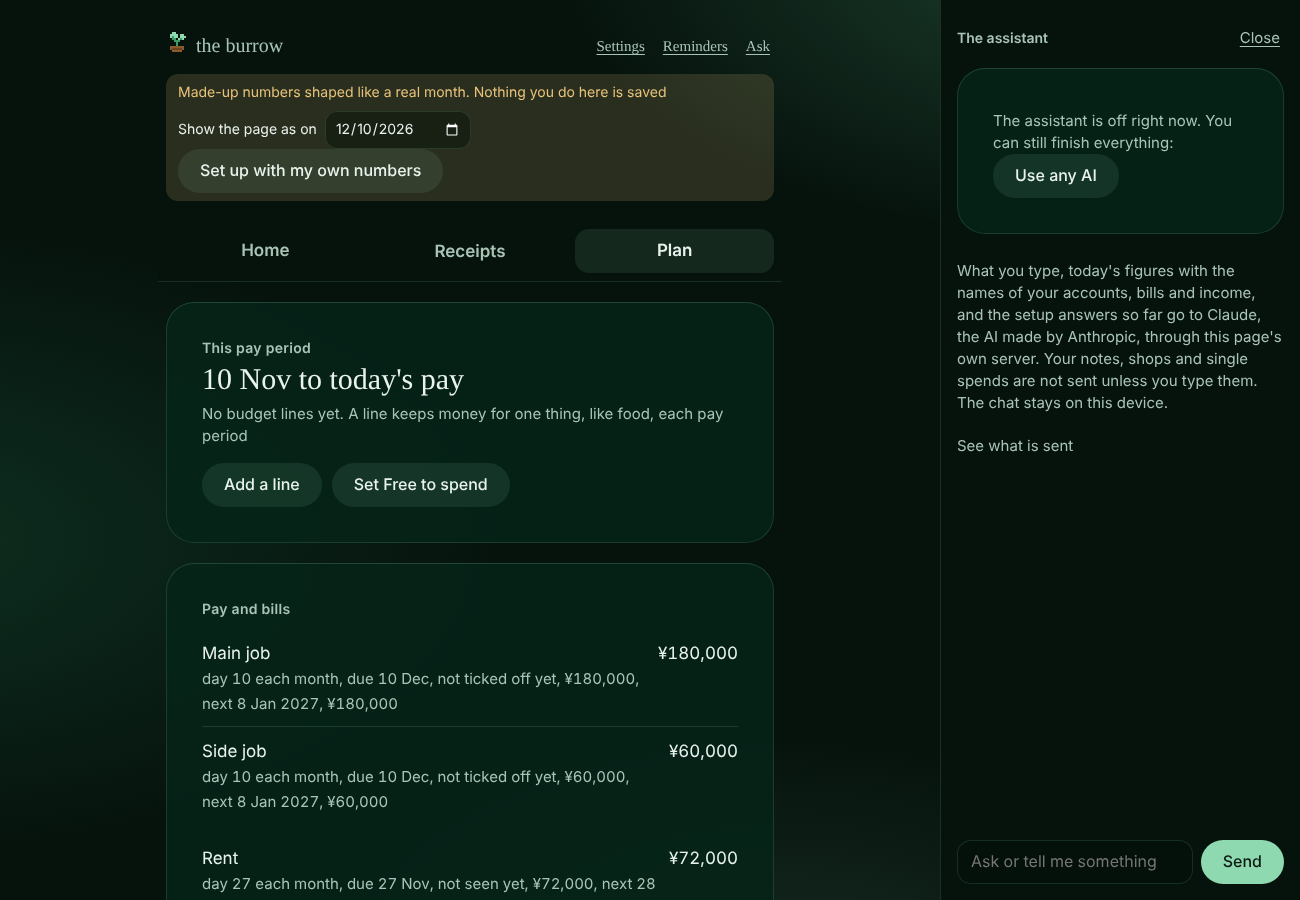 the burrow
Settings Reminders Ask
Made-up numbers shaped like a real month. Nothing you do here is saved
Show the page as on 12/10/2026
Set up with my own numbers
Home Receipts Plan
This pay period
10 Nov to today's pay
No budget lines yet. A line keeps money for one thing, like food, each pay
period
Add a line Set Free to spend
Pay and bills
Main job ¥180,000
day 10 each month, due 10 Dec, not ticked off yet, ¥180,000,
next 8 Jan 2027, ¥180,000
Side job ¥60,000
day 10 each month, due 10 Dec, not ticked off yet, ¥60,000,
next 8 Jan 2027, ¥60,000
Rent ¥72,000
day 27 each month, due 27 Nov, not seen yet, ¥72,000, next 28
The assistant Close
The assistant is off right now. You
can still finish everything:
Use any AI
What you type, today's figures with the
names of your accounts, bills and income,
and the setup answers so far go to Claude,
the AI made by Anthropic, through this page's
own server. Your notes, shops and single
spends are not sent unless you type them.
The chat stays on this device.
See what is sent
Ask or tell me something Send